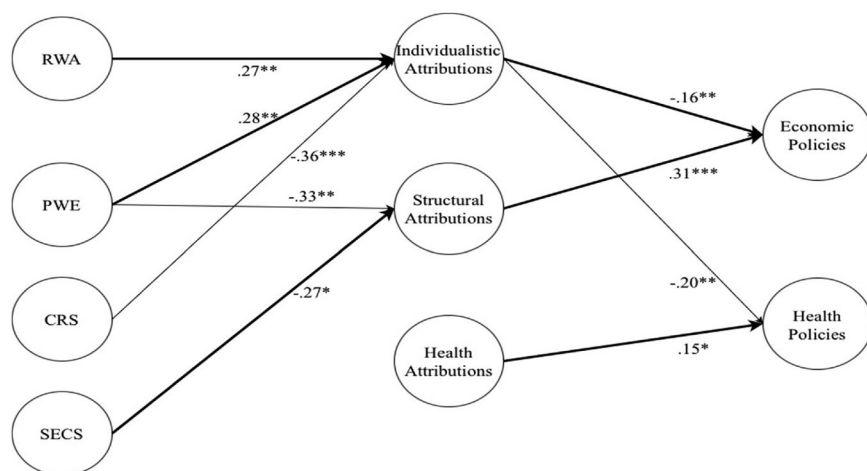 RWA
PWE
CRS
SECS
.27**
.28**
-.36***
-.33**
-.27*
Individualistic
Attributions
Structural
Attributions
Health
Attributions
-.16**
.31***
-.20**
.15*
Economic
Policies
Health
Policies